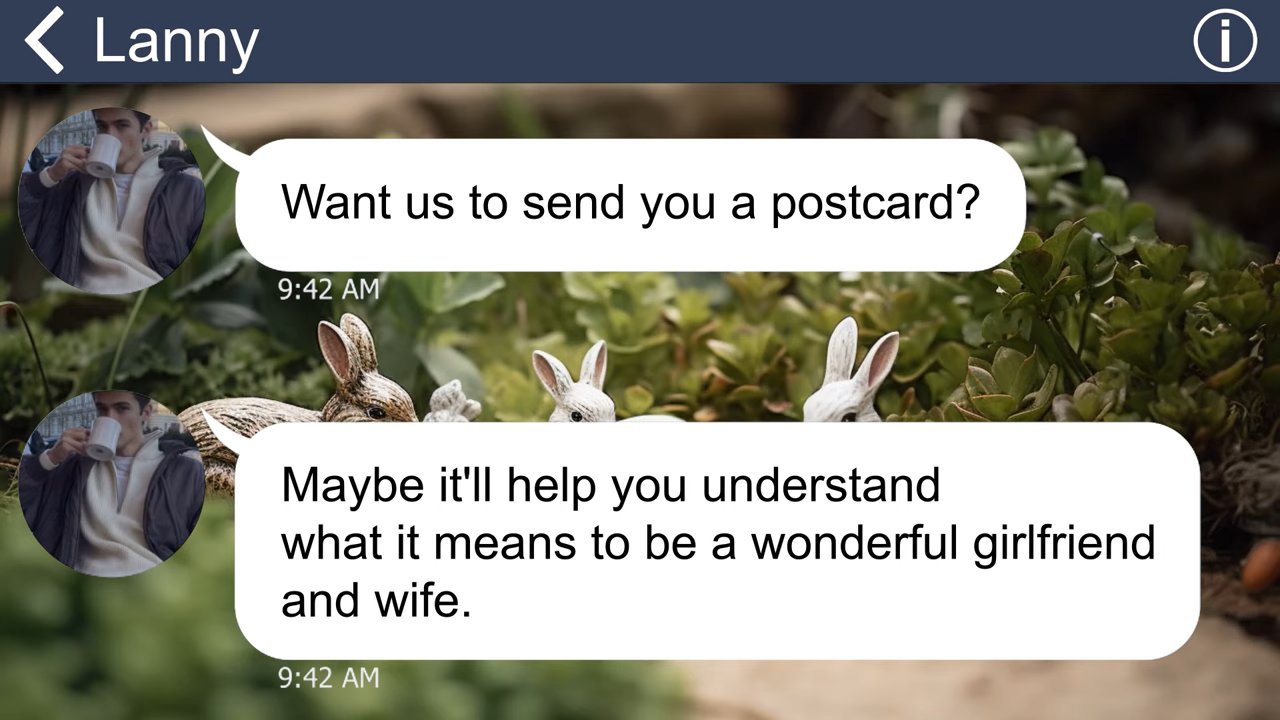 Lanny
Want us to send you a postcard?
9:42 AM
Maybe it'll help you understand
what it means to be a wonderful girlfriend
and wife.
9:42 AM